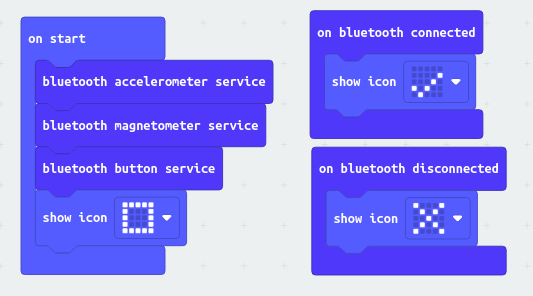 on start
bluetooth accelerometer service
bluetooth magnetometer service
bluetooth button service
show icon
on bluetooth connected
show icon
on bluetooth disconnected
show icon